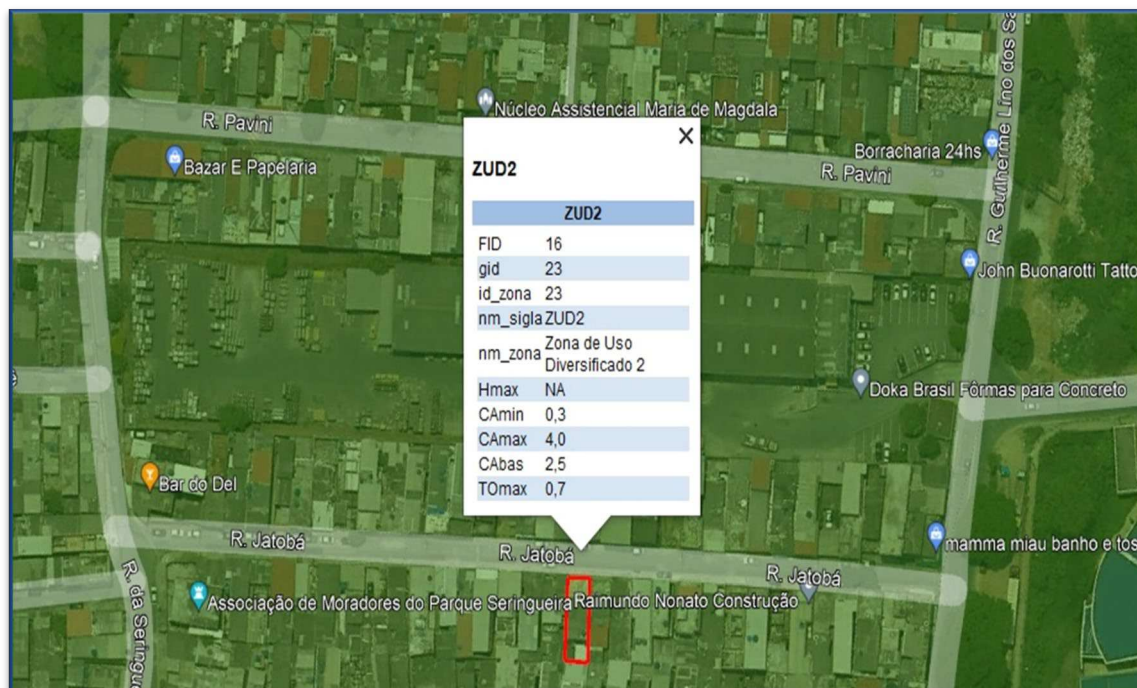 Núcleo Assistencial Maria de Magdala
R. Pavini
Borracharia 24hs
R. Guilherme Lino dos Sa
Bazar E Papelaria
R. Pavini
ZUD2
ZUD2
FID 16
gid 23
id_zona 23
nm_sigla ZUD2
nm_zona Zona de Uso
Diversificado 2
Hmax NA
CAmin 0,3
CAmax 4,0
CAbas 2,5
TOmax 0,7
John Buonarotti Tatto
Doka Brasil Fôrmas para Concreto
Bar do Del
R. Jatobá
R. Jatobá
mamma miau banho e tos
R. Jatobá
R. da Seringue
Associação de Moradores do Parque Seringueira
Raimundo Nonato Construção